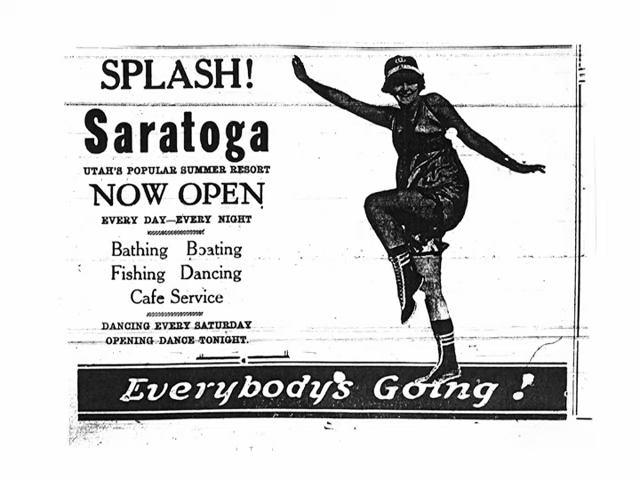 SPLASH!
Saratoga
UTAH'S POPULAR SUMMER RESORT
NOW OPEN
EVERY DAY—EVERY NIGHT
Bathing Boating
Fishing Dancing
Cafe Service
DANCING EVERY SATURDAY
OPENING DANCE TONIGHT.
Everybody's Going!